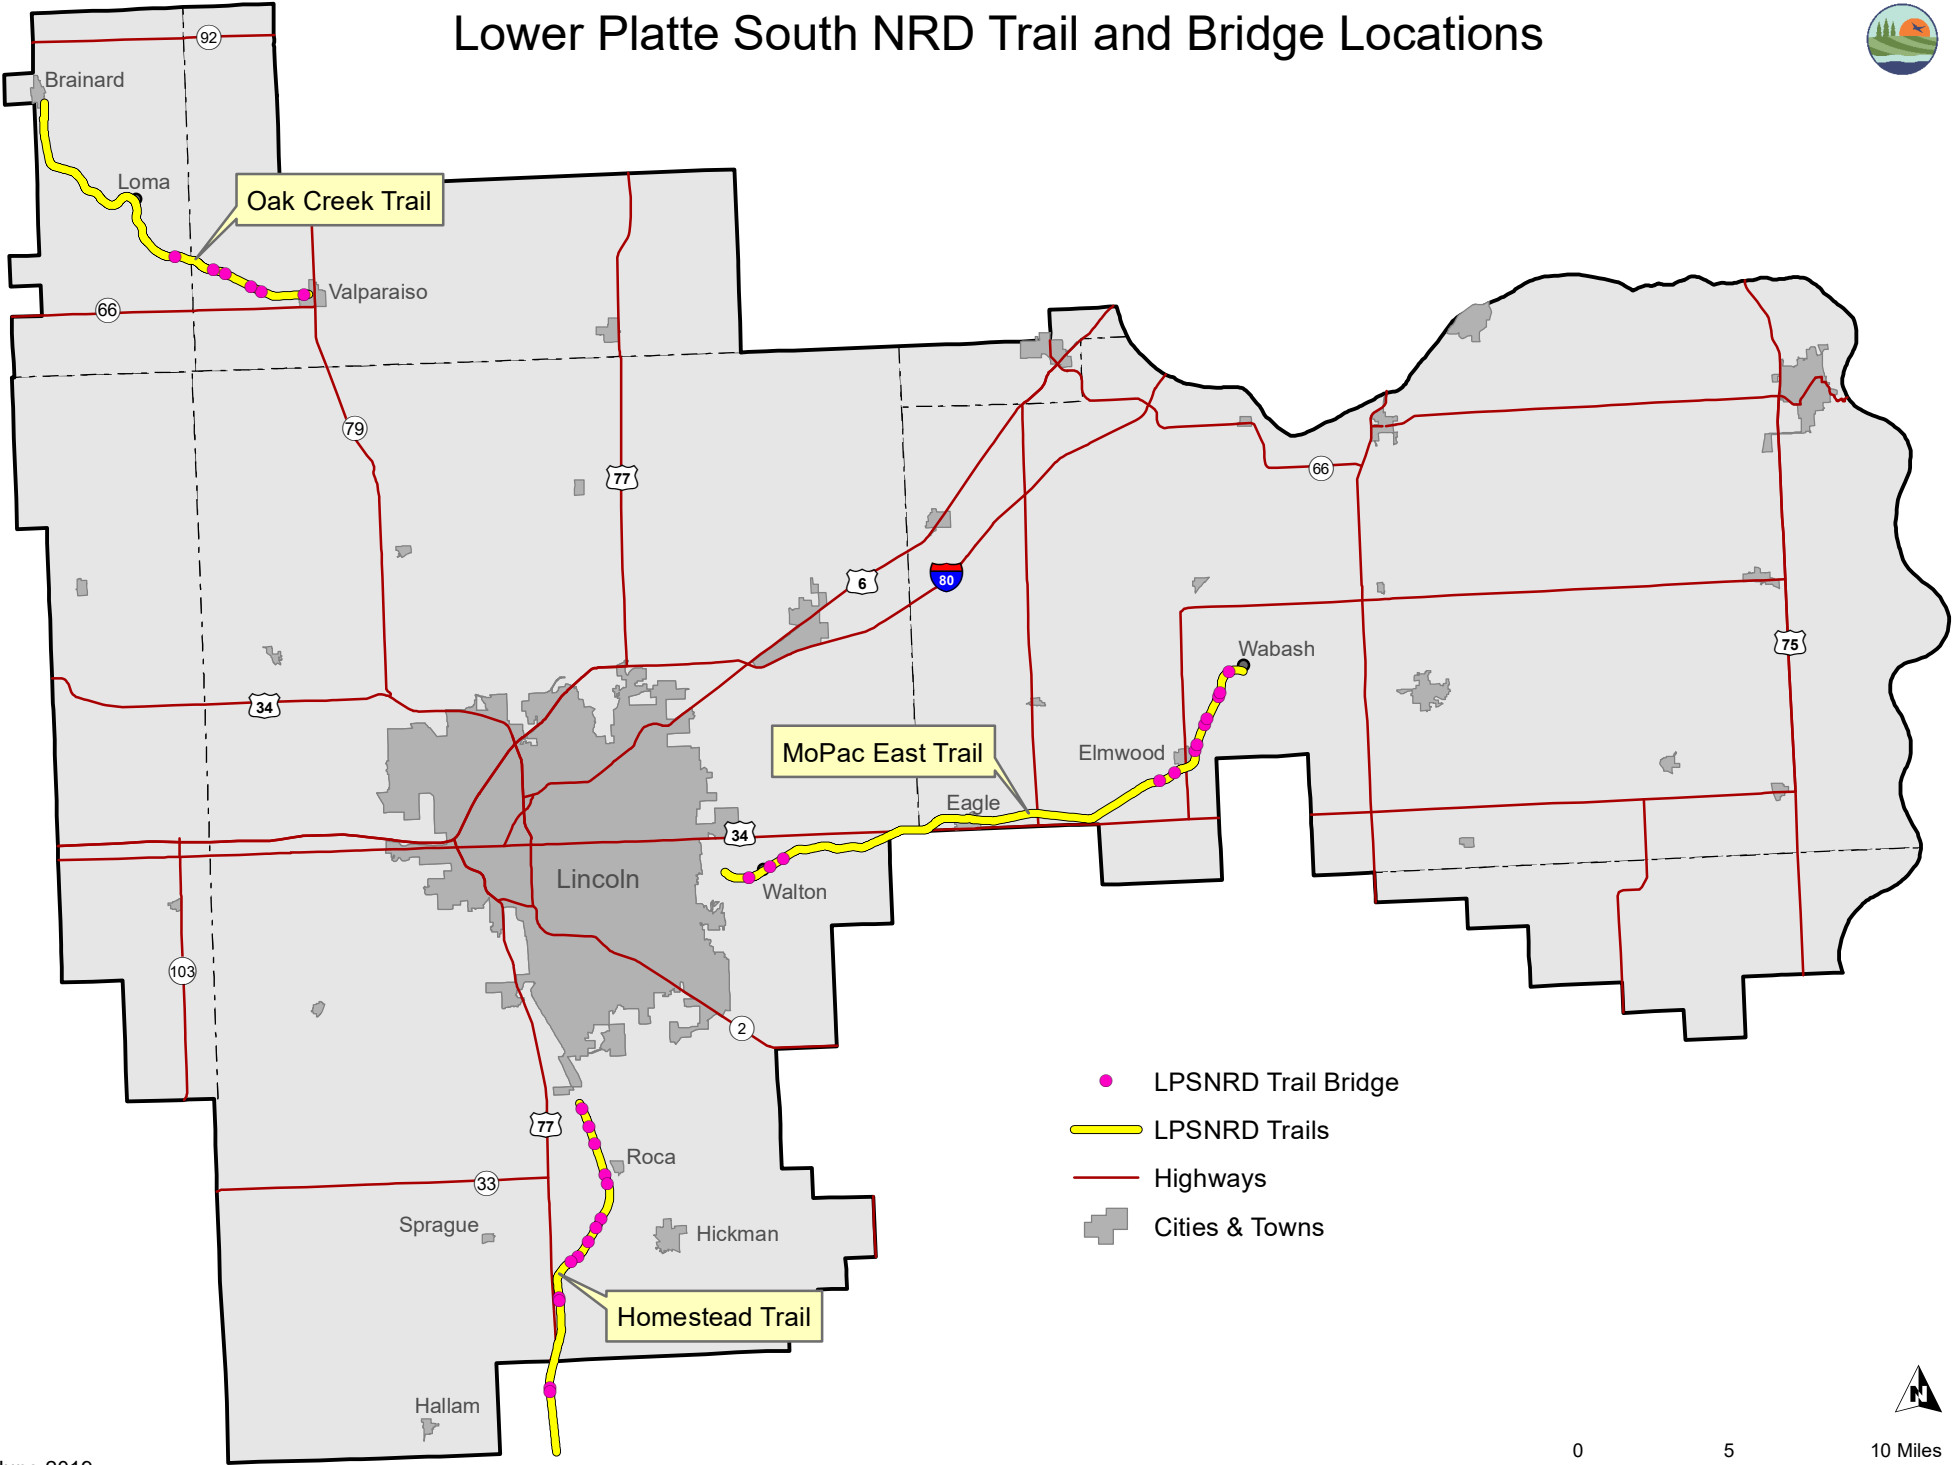 Lower Platte South NRD Trail and Bridge Locations
92
Brainard
Loma
Oak Creek Trail
Valparaiso
66
79
77
66
6
80
75
Wabash
34
MoPac East Trail
Elmwood
Eagle
34
Lincoln
Walton
103
2
LPSNRD Trail Bridge
77
LPSNRD Trails
Roca
Highways
33
Sprague
Hickman
Cities & Towns
Homestead Trail
Hallam
N
0 5 10 Miles